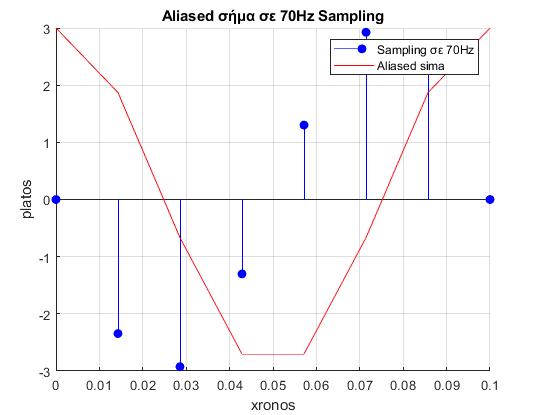 Aliased σήμα σε 70Hz Sampling
Sampling σε 70Hz
Aliased sima
platos
3
2
1
0
-1
-2
-3
0 0.01 0.02 0.03 0.04 0.05 0.06 0.07 0.08 0.09 0.1
xronos